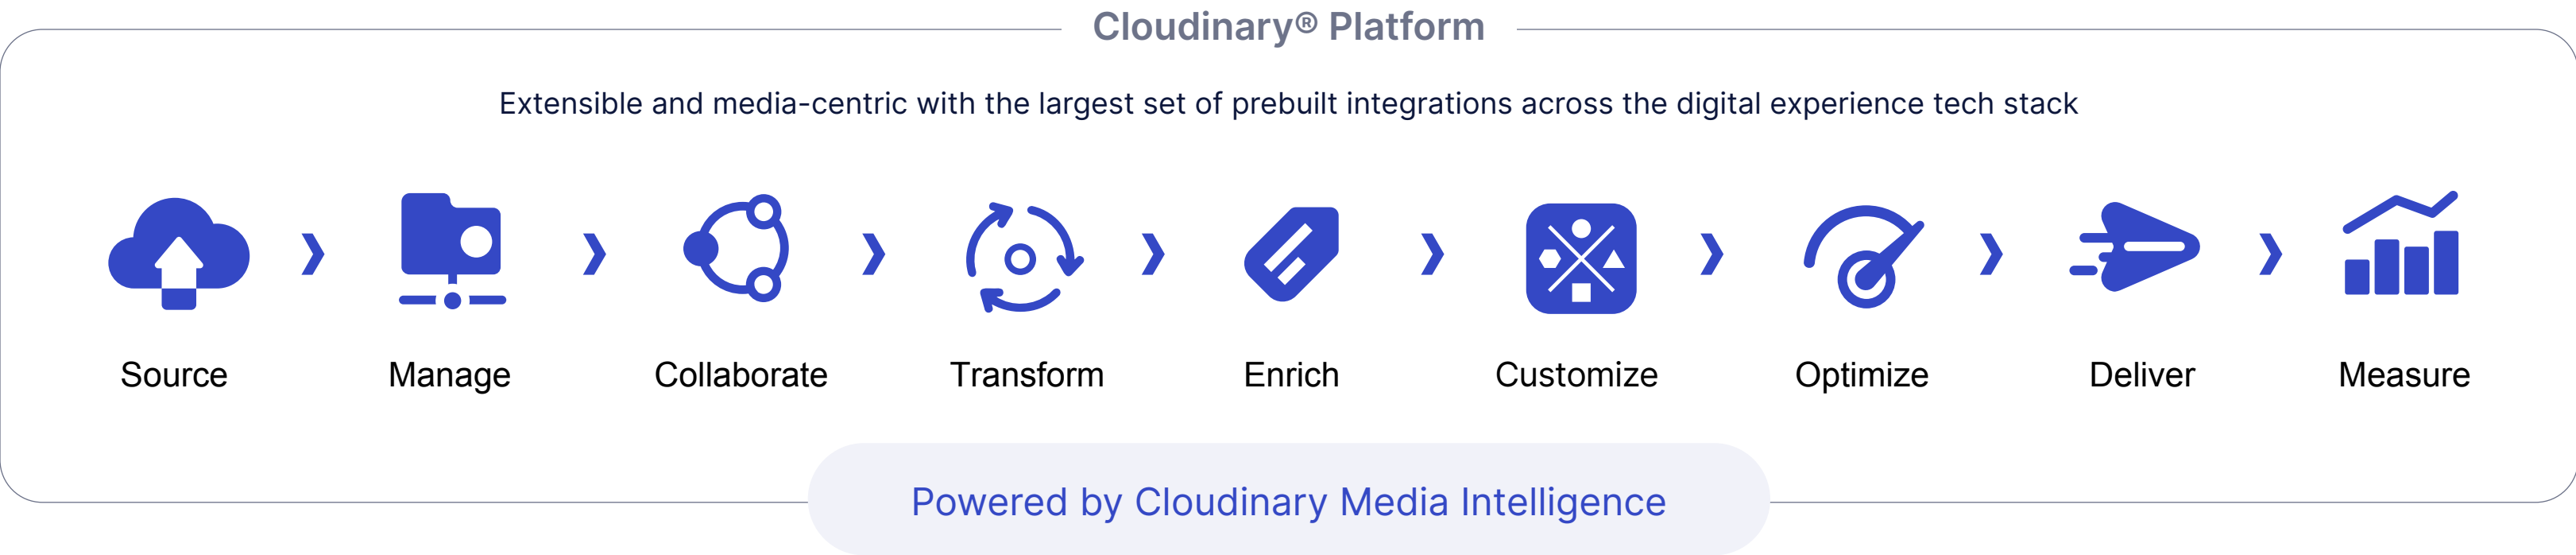 Cloudinary® Platform
Extensible and media-centric with the largest set of prebuilt integrations across the digital experience tech stack
Source
Manage
Collaborate
Transform
Enrich
Customize
Optimize
Deliver
Measure
Powered by Cloudinary Media Intelligence